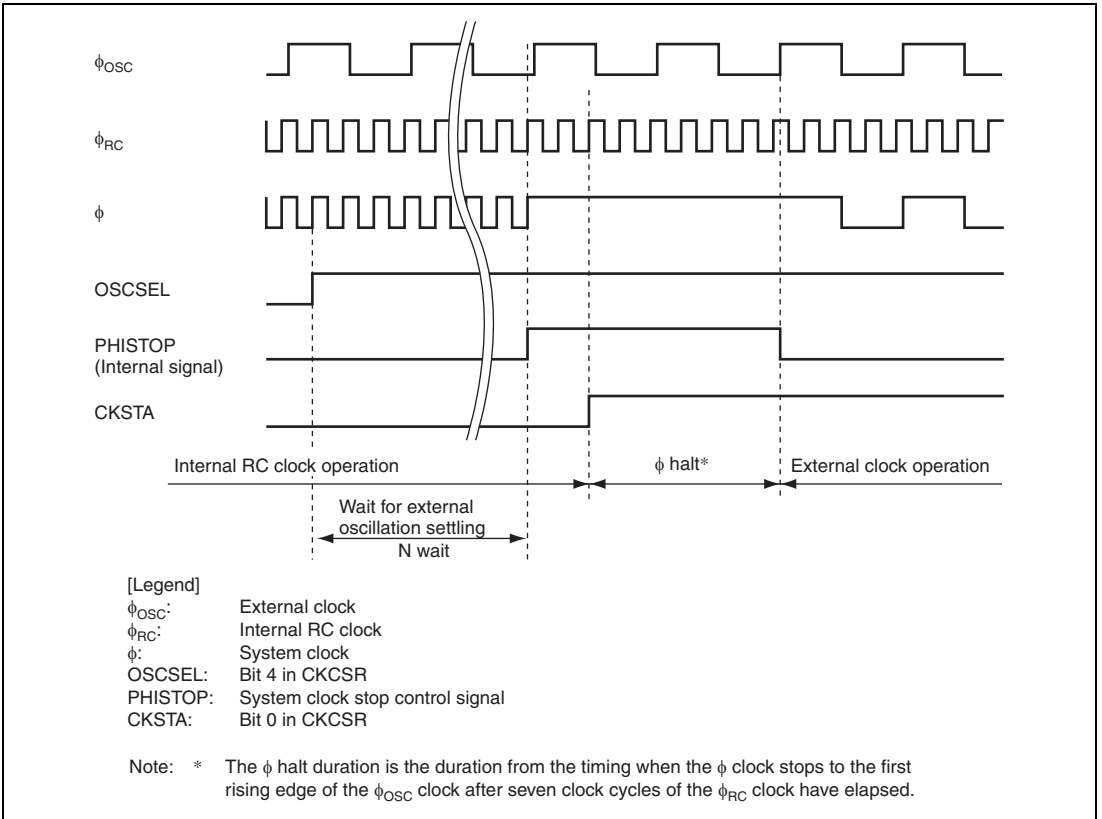 φOSC
φRC
φ
OSCSEL
PHISTOP
(Internal signal)
CKSTA
Internal RC clock operation
φ halt*
External clock operation
Wait for external
oscillation settling
N wait
[Legend]
φOSC: External clock
φRC: Internal RC clock
φ: System clock
OSCSEL: Bit 4 in CKCSR
PHISTOP: System clock stop control signal
CKSTA: Bit 0 in CKCSR
Note: * The φ halt duration is the duration from the timing when the φ clock stops to the first
rising edge of the φOSC clock after seven clock cycles of the φRC clock have elapsed.